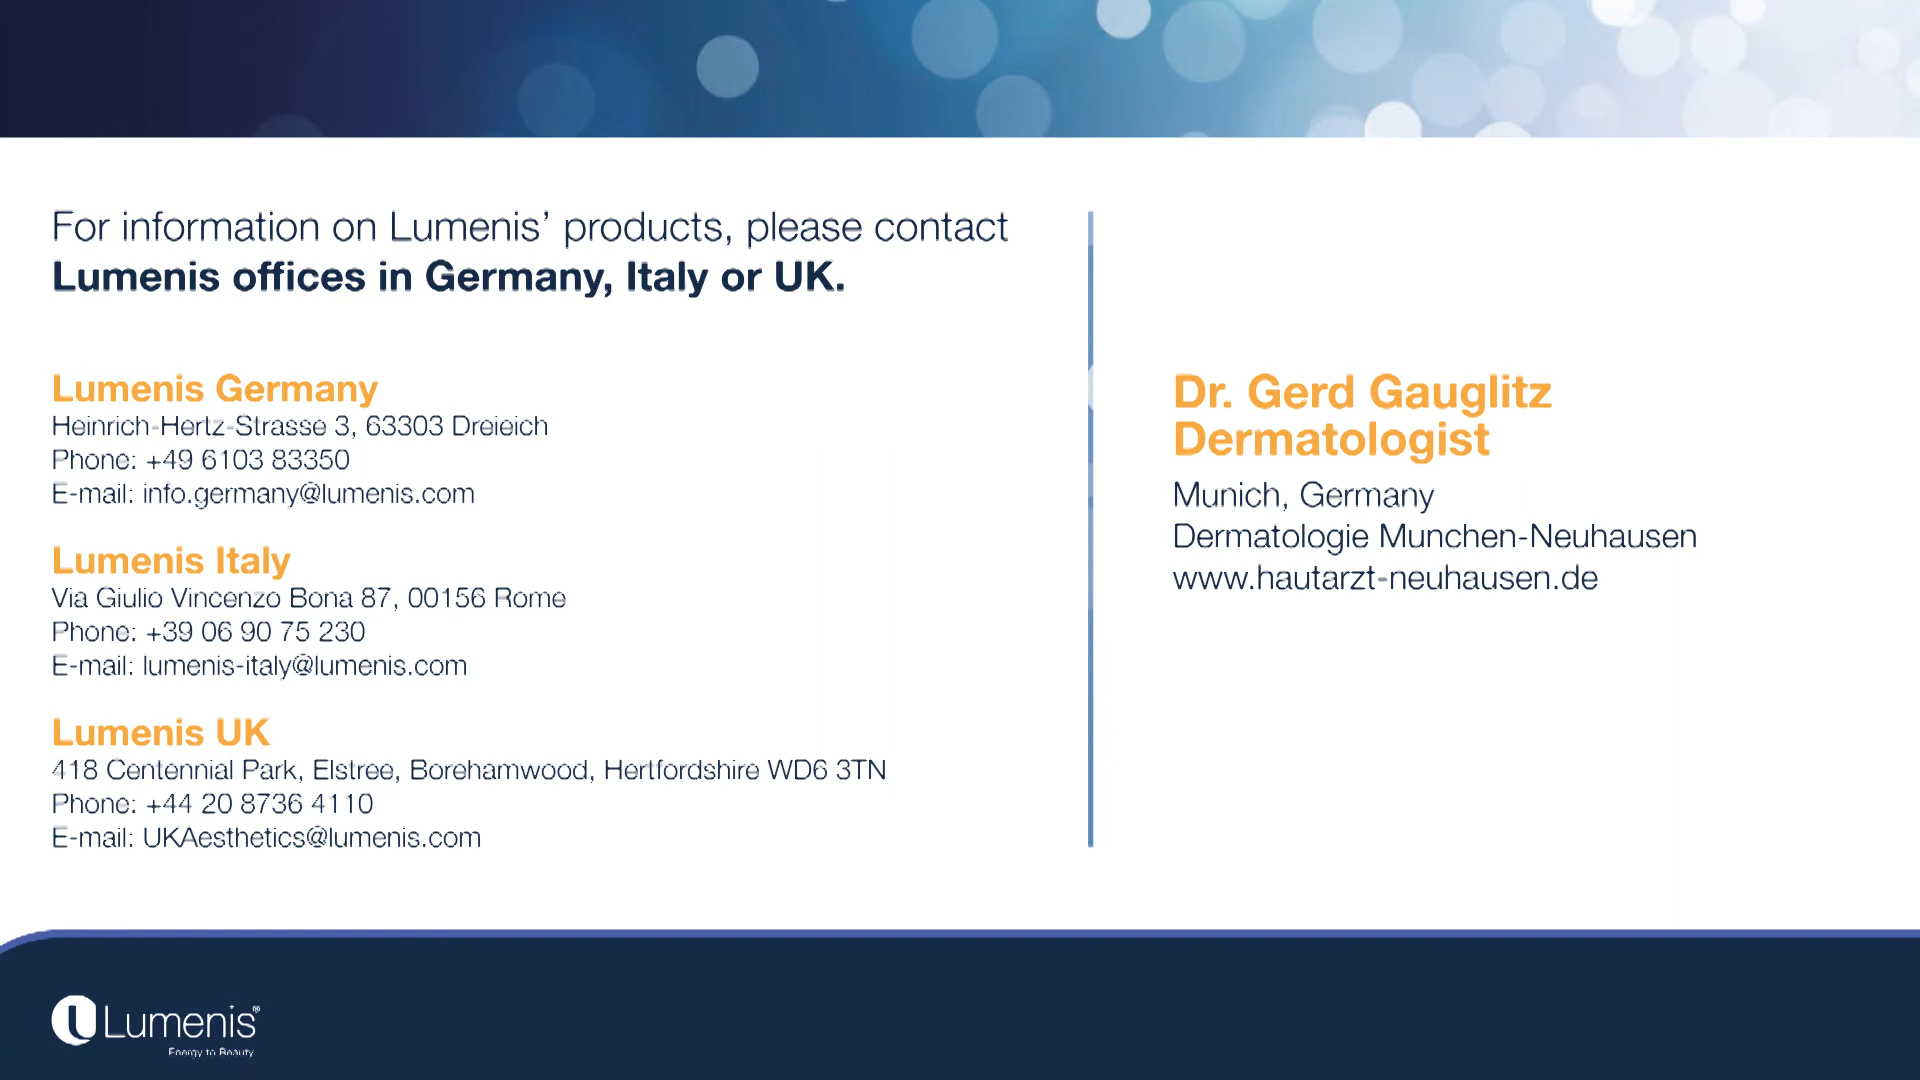 For information on Lumenis’ products, please contact
Lumenis offices in Germany, Italy or UK.
Lumenis Germany
Heinrich-Hertz-Strasse 3, 63303 Dreieich
Phone: +49 6103 83350
E-mail: info.germany@lumenis.com
Lumenis Italy
Via Giulio Vincenzo Bona 87, 00156 Rome
Phone: +39 06 90 75 230
E-mail: lumenis-italy@lumenis.com
Lumenis UK
418 Centennial Park, Elstree, Borehamwood, Hertfordshire WD6 3TN
Phone: +44 20 8736 4110
E-mail: UKAesthetics@lumenis.com
Dr. Gerd Gauglitz
Dermatologist
Munich, Germany
Dermatologie Munchen-Neuhausen
www.hautarzt-neuhausen.de
Lumenis®
Energy to Beauty